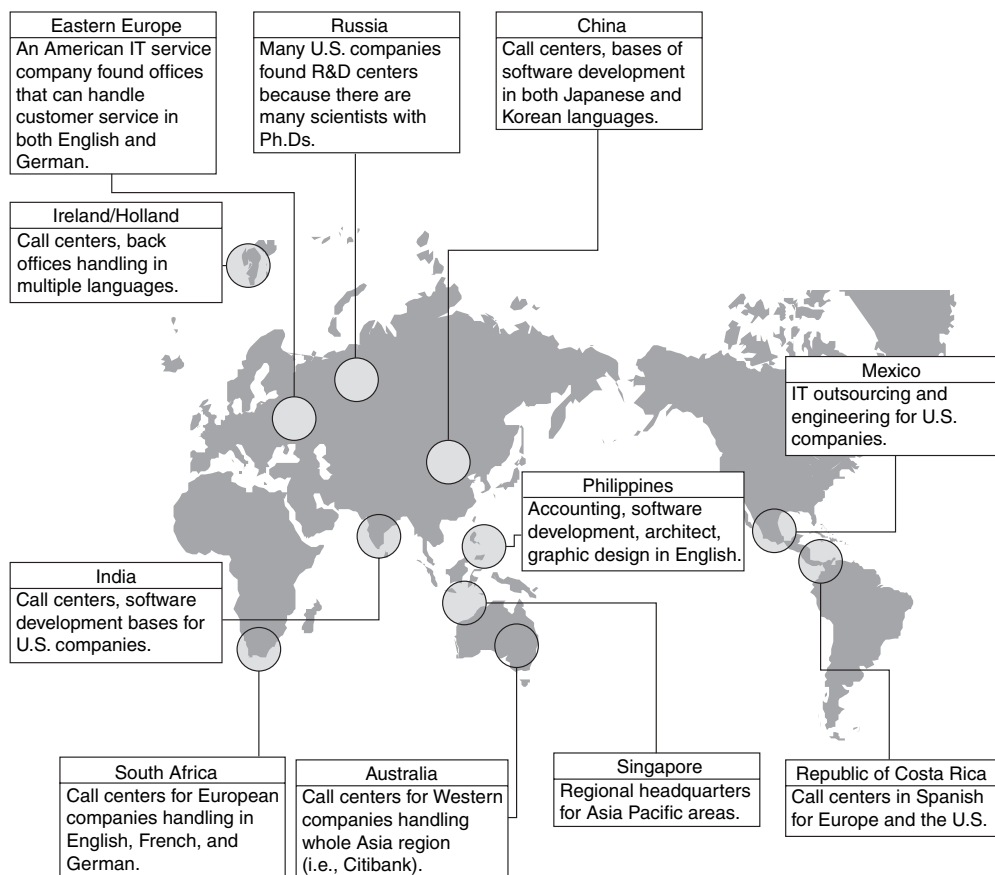 Eastern Europe
An American IT service
company found offices
that can handle
customer service in
both English and
German.
Russia
Many U.S. companies
found R&D centers
because there are
many scientists with
Ph.Ds.
China
Call centers, bases of
software development
in both Japanese and
Korean languages.
Ireland/Holland
Call centers, back
offices handling in
multiple languages.
Mexico
IT outsourcing and
engineering for U.S.
companies.
Philippines
Accounting, software
development, architect,
graphic design in English.
India
Call centers, software
development bases for
U.S. companies.
South Africa
Call centers for European
companies handling in
English, French, and
German.
Australia
Call centers for Western
companies handling
whole Asia region
(i.e., Citibank).
Singapore
Regional headquarters
for Asia Pacific areas.
Republic of Costa Rica
Call centers in Spanish
for Europe and the U.S.